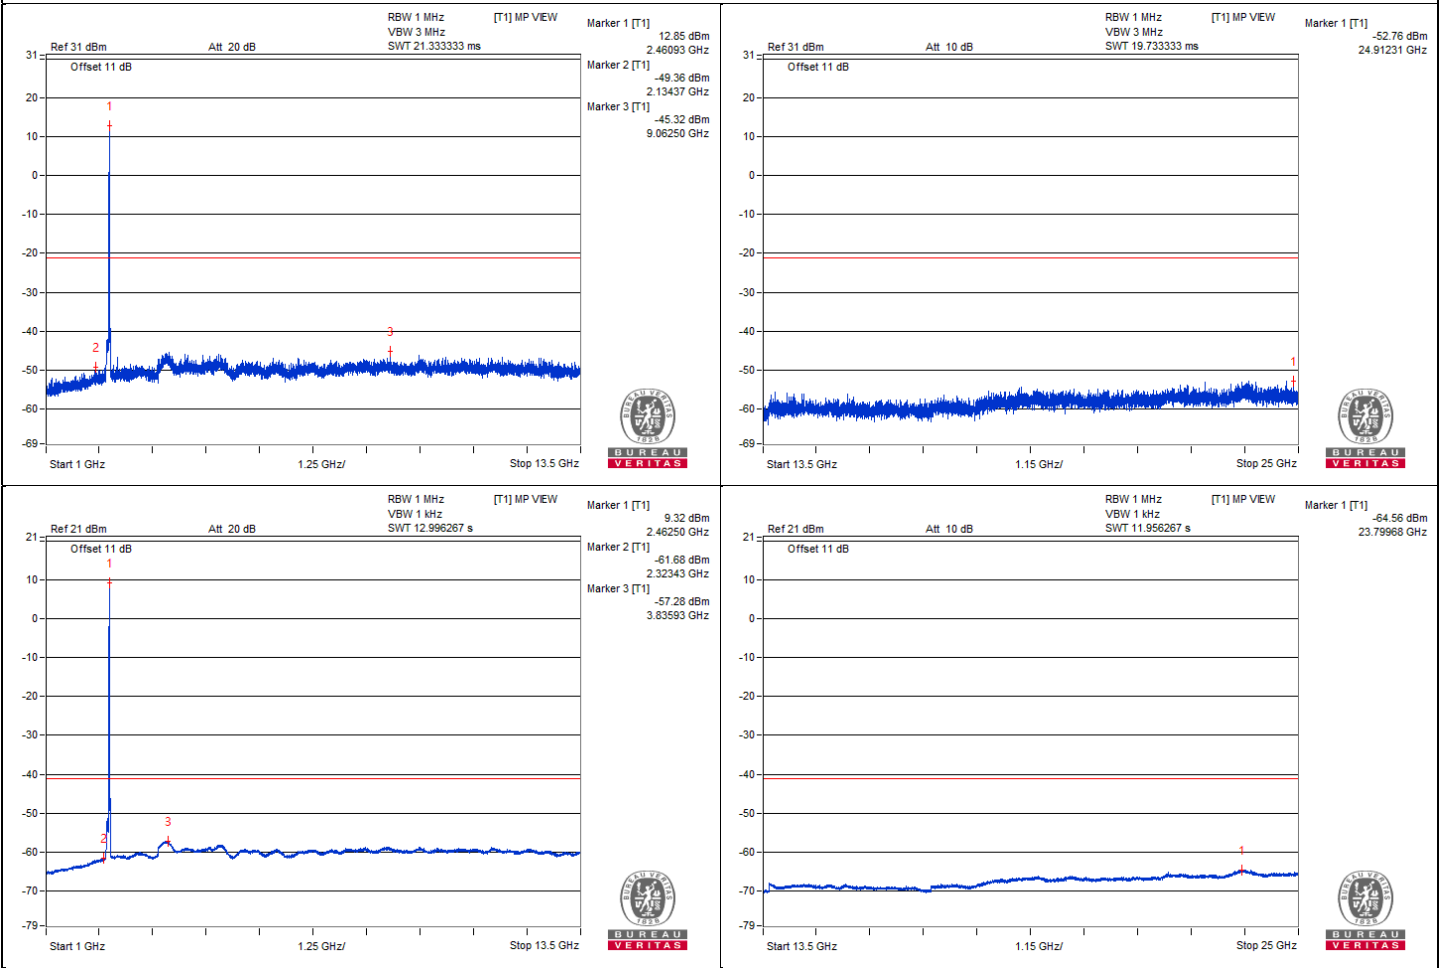 RBW 1 MHz [T1] MP VIEW
VBW 3 MHz
Ref 31 dBm Att 20 dB SWT 21.333333 ms
Marker 1 [T1]
12.85 dBm
2.46093 GHz
Marker 2 [T1]
-49.36 dBm
2.13437 GHz
Marker 3 [T1]
-45.32 dBm
9.06250 GHz
31
Offset 11 dB
20
1
10
0
-10
-20
-30
-40
2
3
-50
-60
-69
Start 1 GHz 1.25 GHz/ Stop 13.5 GHz
BUREAU VERITAS
1828
BUREAU
VERITAS
RBW 1 MHz [T1] MP VIEW
VBW 3 MHz
Ref 31 dBm Att 10 dB SWT 19.733333 ms
Marker 1 [T1]
-52.76 dBm
24.91231 GHz
31
Offset 11 dB
20
10
0
-10
-20
-30
-40
1
-50
-60
-69
Start 13.5 GHz 1.15 GHz/ Stop 25 GHz
BUREAU VERITAS
1828
BUREAU
VERITAS
RBW 1 MHz [T1] MP VIEW
VBW 1 kHz
Ref 21 dBm Att 20 dB SWT 12.996267 s
Marker 1 [T1]
9.32 dBm
2.46250 GHz
Marker 2 [T1]
-61.68 dBm
2.32343 GHz
Marker 3 [T1]
-57.28 dBm
3.83593 GHz
21
Offset 11 dB
1
10
0
-10
-20
-30
-40
-50
3
2
-60
-70
-79
Start 1 GHz 1.25 GHz/ Stop 13.5 GHz
BUREAU VERITAS
1828
BUREAU
VERITAS
RBW 1 MHz [T1] MP VIEW
VBW 1 kHz
Ref 21 dBm Att 10 dB SWT 11.956267 s
Marker 1 [T1]
-64.56 dBm
23.79968 GHz
21
Offset 11 dB
10
0
-10
-20
-30
-40
-50
-60
1
-70
-79
Start 13.5 GHz 1.15 GHz/ Stop 25 GHz
BUREAU VERITAS
1828
BUREAU
VERITAS